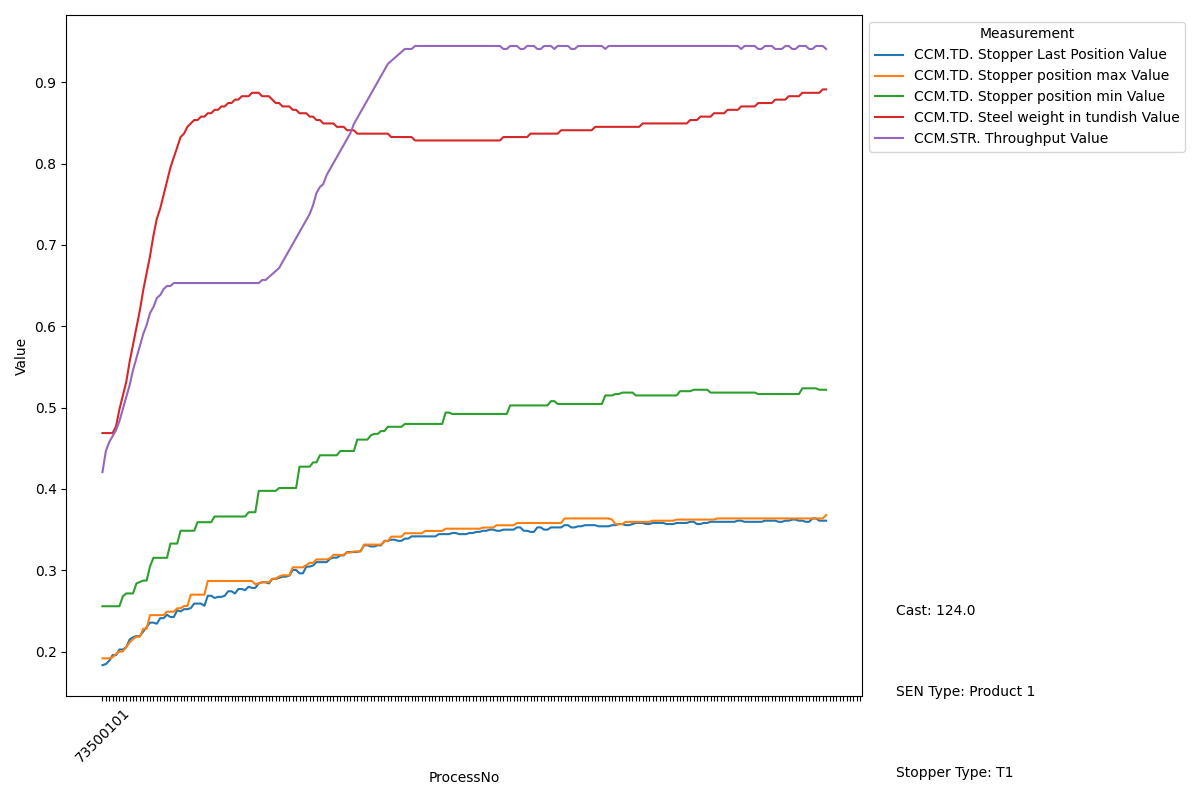 Measurement
CCM.TD. Stopper Last Position Value
CCM.TD. Stopper position max Value
CCM.TD. Stopper position min Value
CCM.TD. Steel weight in tundish Value
CCM.STR. Throughput Value
0.9
0.8
0.7
0.6
0.5
0.4
0.3
0.2
Value
73500101
ProcessNo
Cast: 124.0
SEN Type: Product 1
Stopper Type: T1